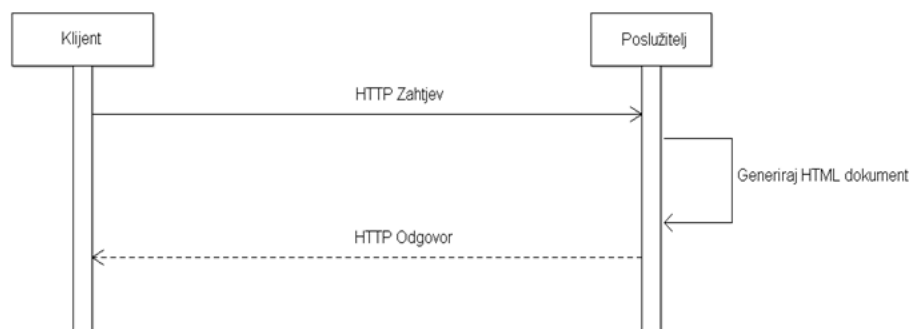 Klijent
Poslužitelj
HTTP Zahtjev
Generiraj HTML dokument
HTTP Odgovor